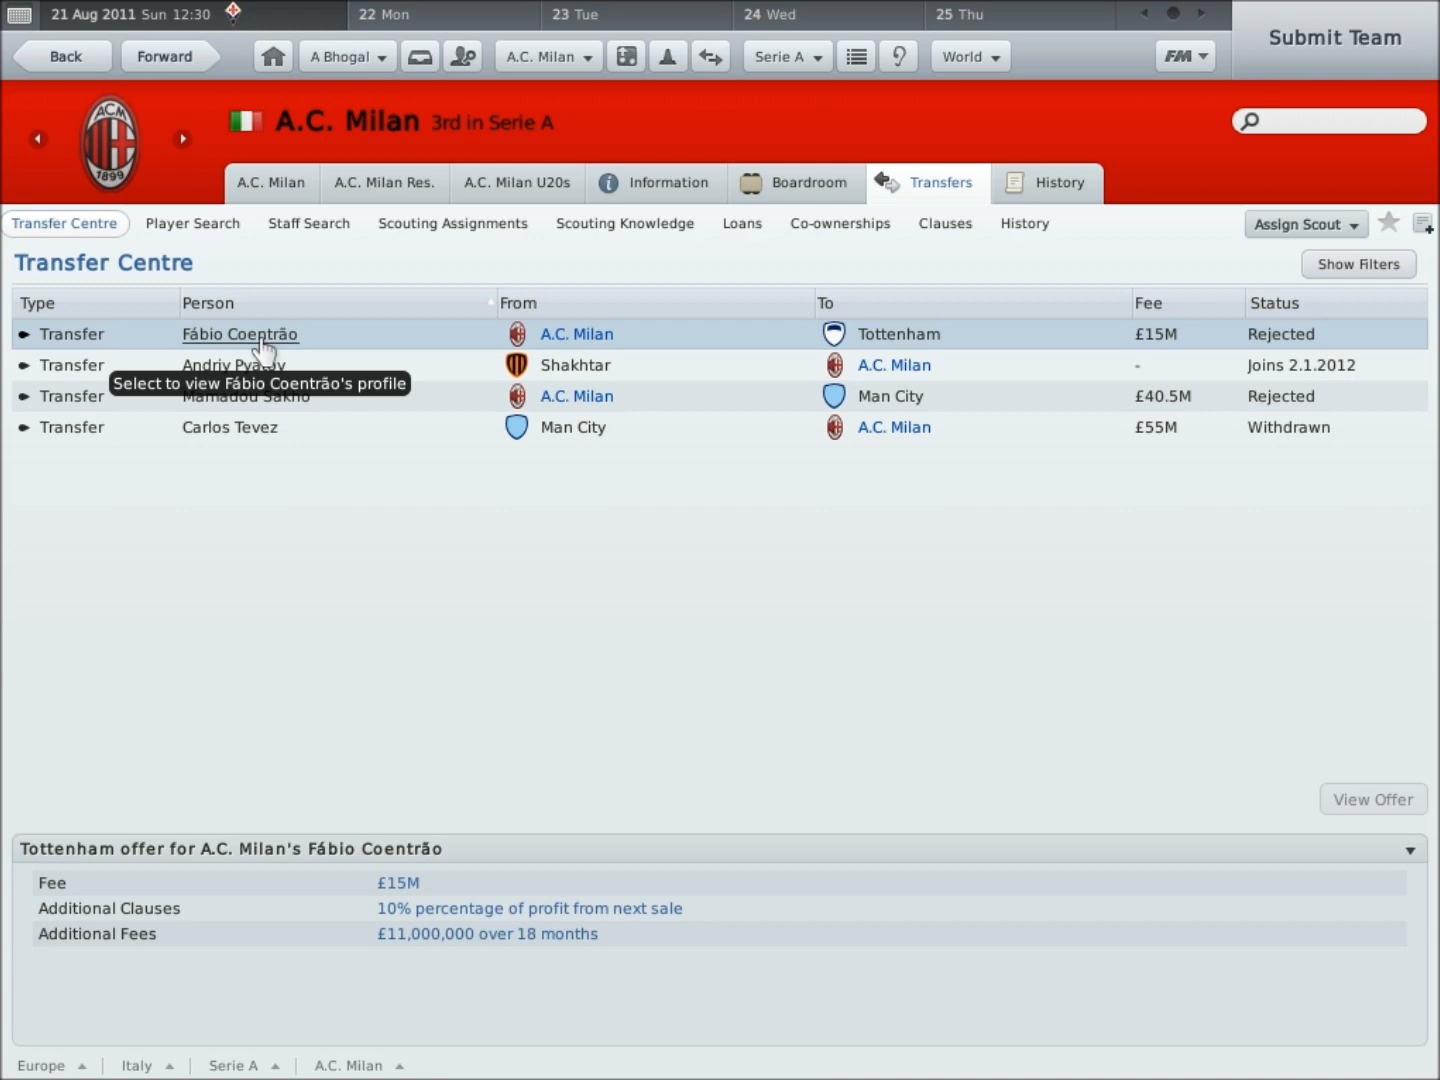 21 Aug 2011 Sun 12:30 22 Mon 23 Tue 24 Wed 25 Thu
Submit Team
Back Forward A Bhogal A.C. Milan Serie A World FM
ACM 1899
A.C. Milan 3rd in Serie A
A.C. Milan A.C. Milan Res. A.C. Milan U20s Information Boardroom Transfers History
Transfer Centre Player Search Staff Search Scouting Assignments Scouting Knowledge Loans Co-ownerships Clauses History Assign Scout
Transfer Centre Show Filters
Type Person From To Fee Status
Transfer Fábio Coentrão A.C. Milan Tottenham £15M Rejected
Transfer Andriy Pyatov Shakhtar A.C. Milan - Joins 2.1.2012
Select to view Fábio Coentrão's profile
Transfer Mamadou Sakho A.C. Milan Man City £40.5M Rejected
Transfer Carlos Tevez Man City A.C. Milan £55M Withdrawn
View Offer
Tottenham offer for A.C. Milan's Fábio Coentrão
Fee £15M
Additional Clauses 10% percentage of profit from next sale
Additional Fees £11,000,000 over 18 months
Europe Italy Serie A A.C. Milan